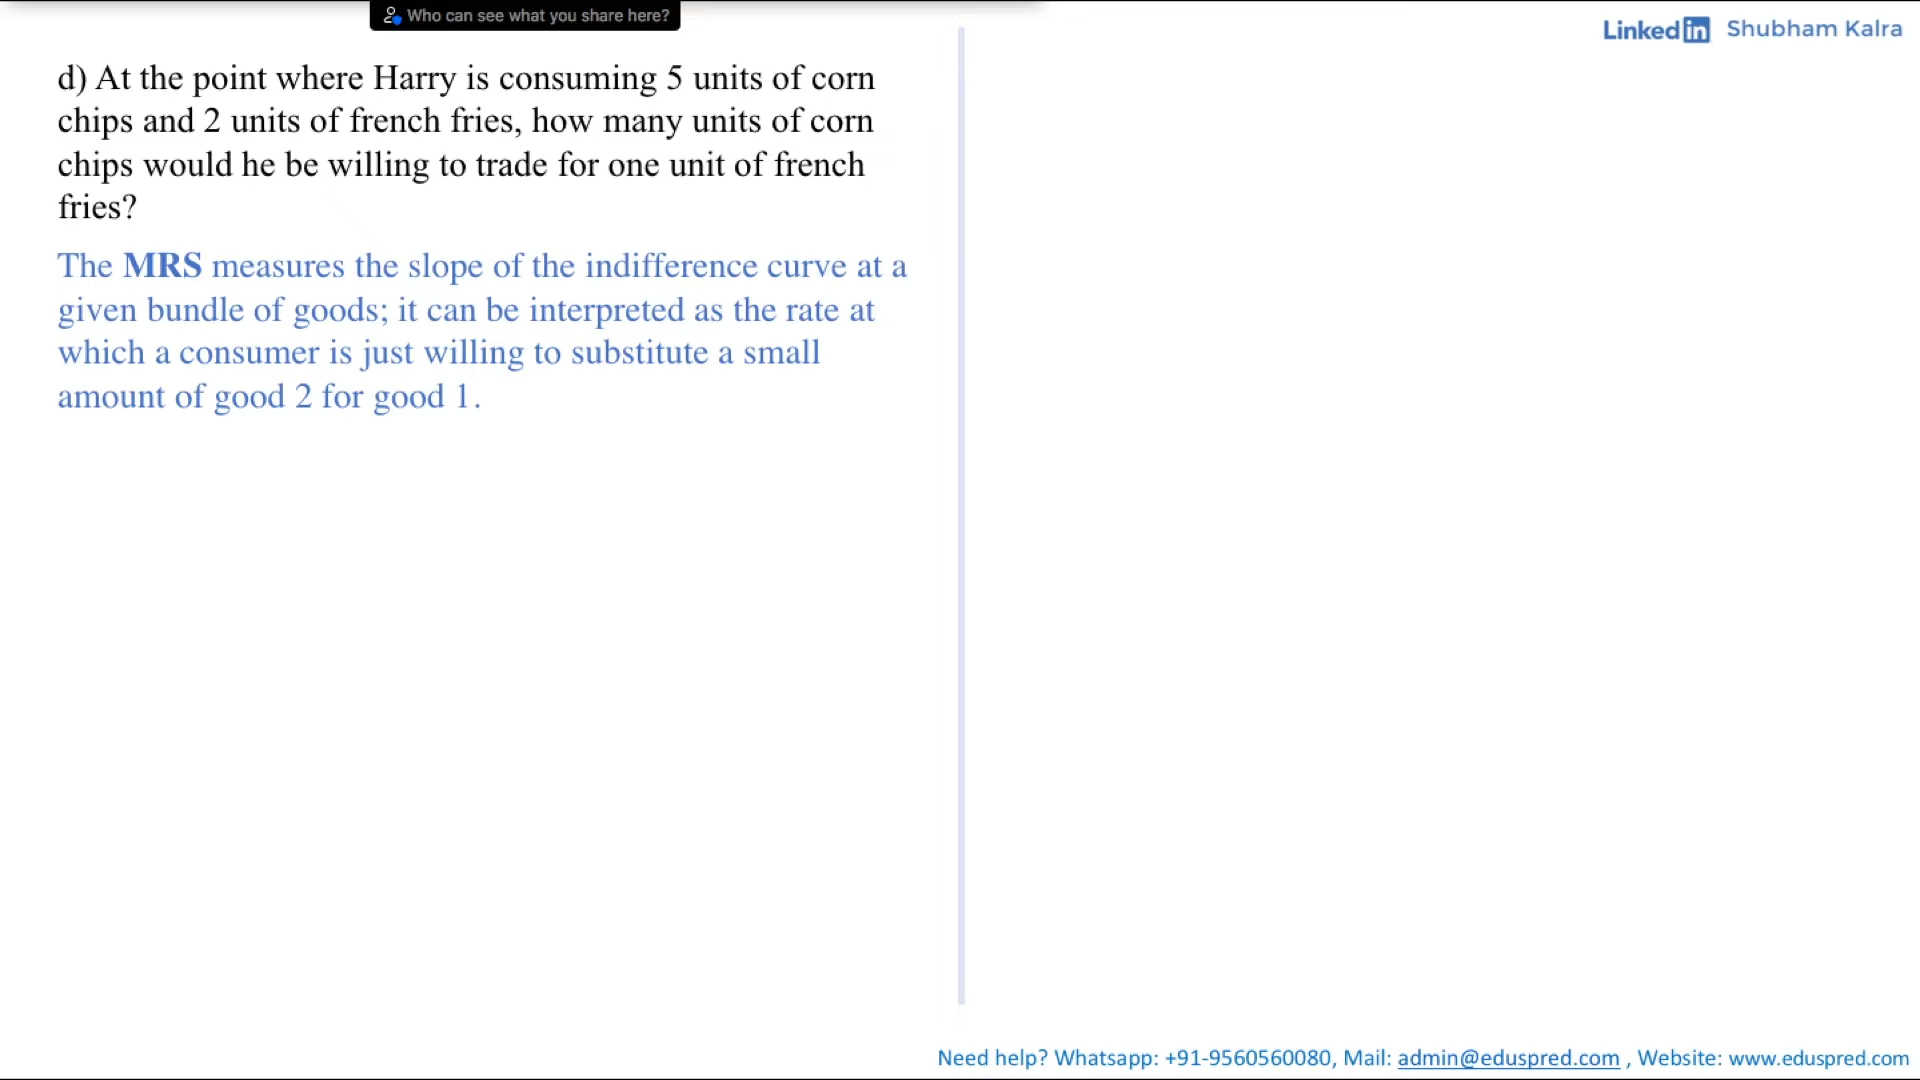 Who can see what you share here?
Linked in Shubham Kalra
d) At the point where Harry is consuming 5 units of corn
chips and 2 units of french fries, how many units of corn
chips would he be willing to trade for one unit of french
fries?
The MRS measures the slope of the indifference curve at a
given bundle of goods; it can be interpreted as the rate at
which a consumer is just willing to substitute a small
amount of good 2 for good 1.
Need help? Whatsapp: +91-9560560080, Mail: admin@eduspred.com , Website: www.eduspred.com